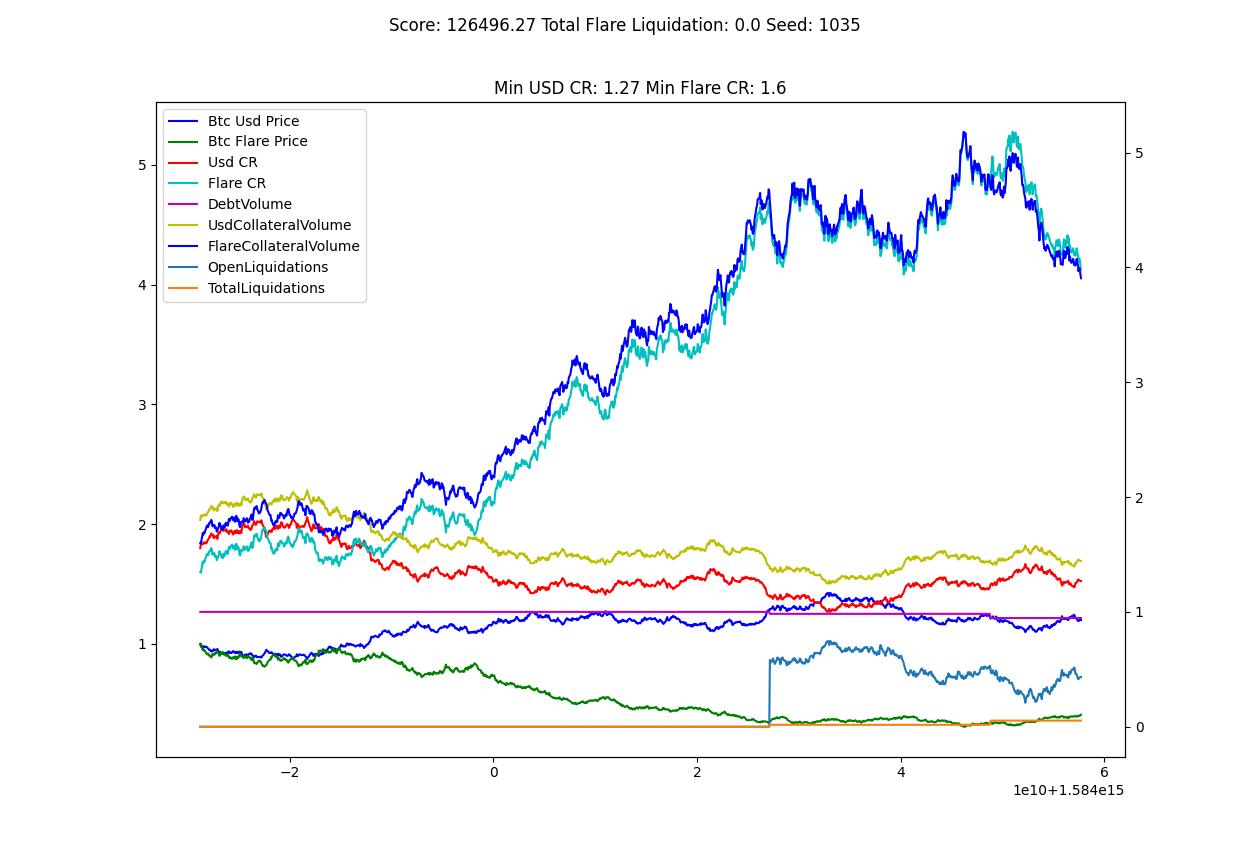 Score: 126496.27 Total Flare Liquidation: 0.0 Seed: 1035
Min USD CR: 1.27 Min Flare CR: 1.6
Btc Usd Price
Btc Flare Price
Usd CR
Flare CR
DebtVolume
UsdCollateralVolume
FlareCollateralVolume
OpenLiquidations
TotalLiquidations
5
4
3
2
1
5
4
3
2
1
0
−2
0
2
4
6
1e10+1.584e15